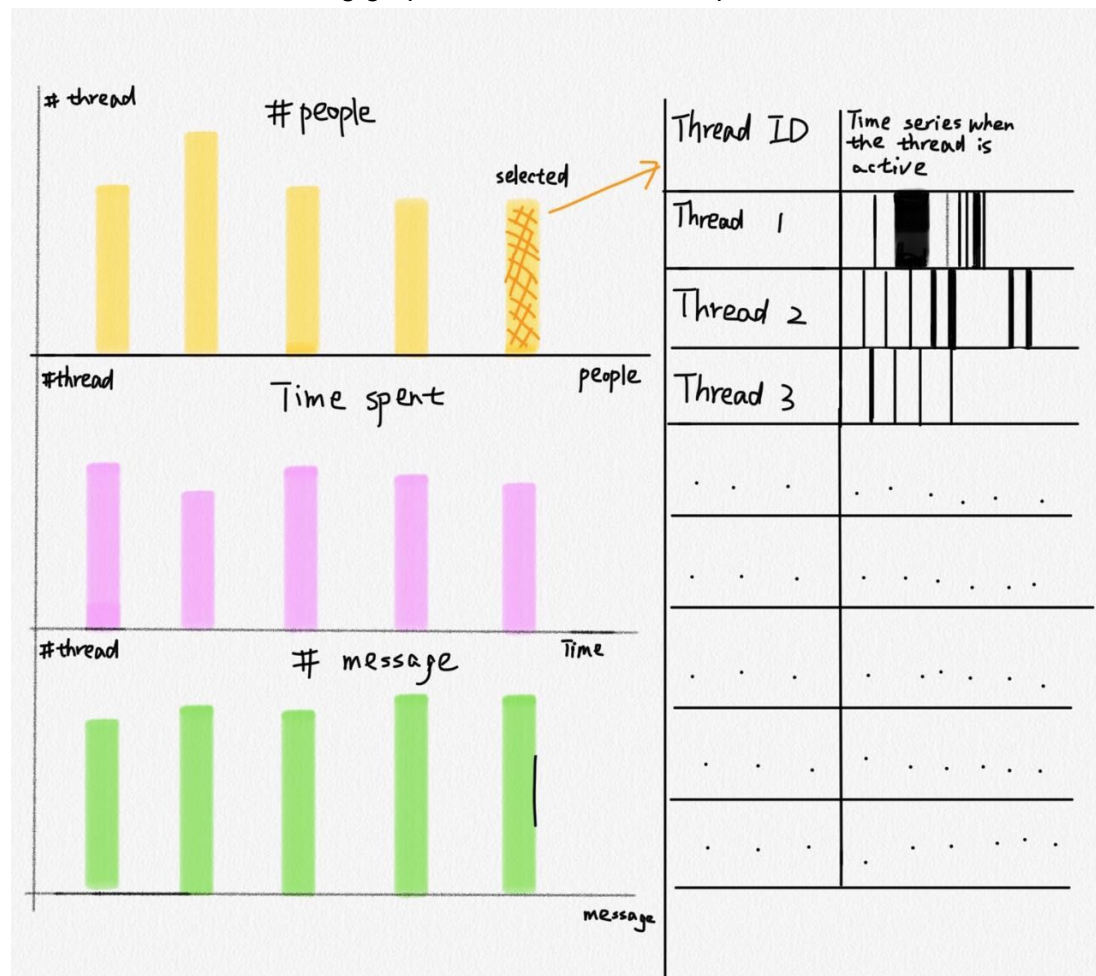 # thread
# people
selected
people
#thread
Time spent
Time
#thread
# message
message
Thread ID
Time series when
the thread is
active
Thread 1
Thread 2
Thread 3